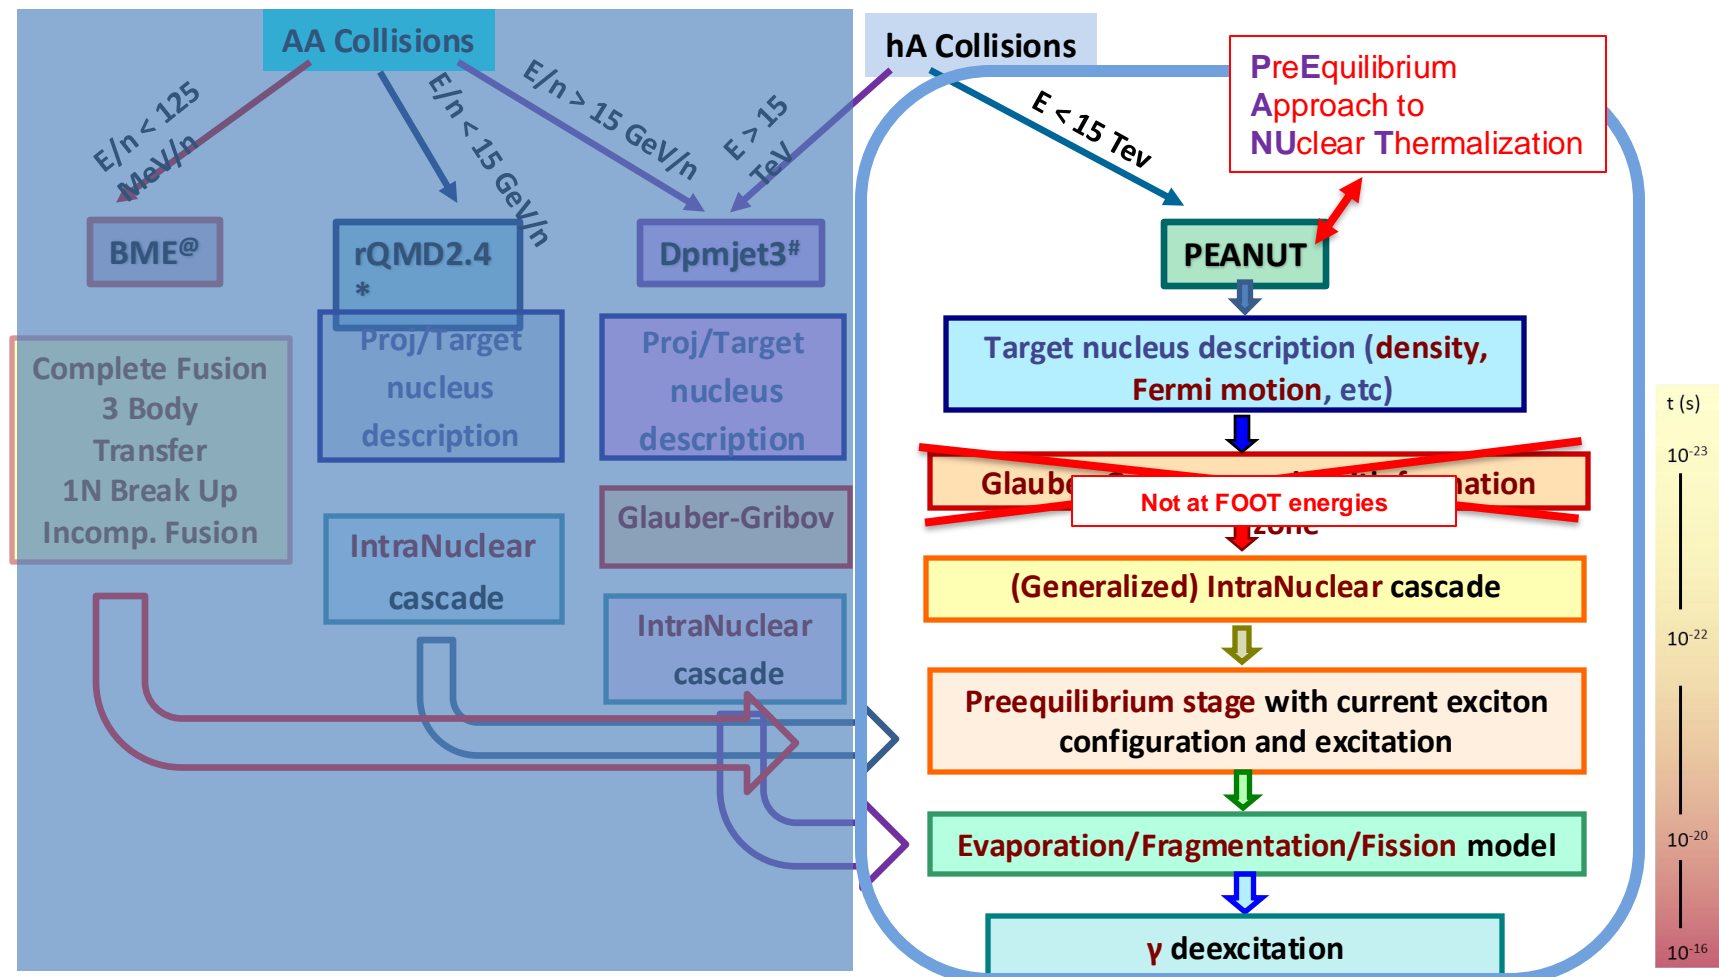 AA Collisions
hA Collisions
PreEquilibrium
Approach to
NUclear Thermalization
E/n < 125
MeV/n
E/n < 15 GeV/n
E/n > 15 GeV/n
E > 15
TeV
E < 15 Tev
BME@
rQMD2.4
*
Dpmjet3#
PEANUT
Complete Fusion
3 Body
Transfer
1N Break Up
Incomp. Fusion
Proj/Target
nucleus
description
Proj/Target
nucleus
description
Glauber-Gribov
IntraNuclear
cascade
IntraNuclear
cascade
Target nucleus description (density,
Fermi motion, etc)
Not at FOOT energies
zone
(Generalized) IntraNuclear cascade
Preequilibrium stage with current exciton
configuration and excitation
Evaporation/Fragmentation/Fission model
γ deexcitation
t (s)
10-23
10-22
10-20
10-16